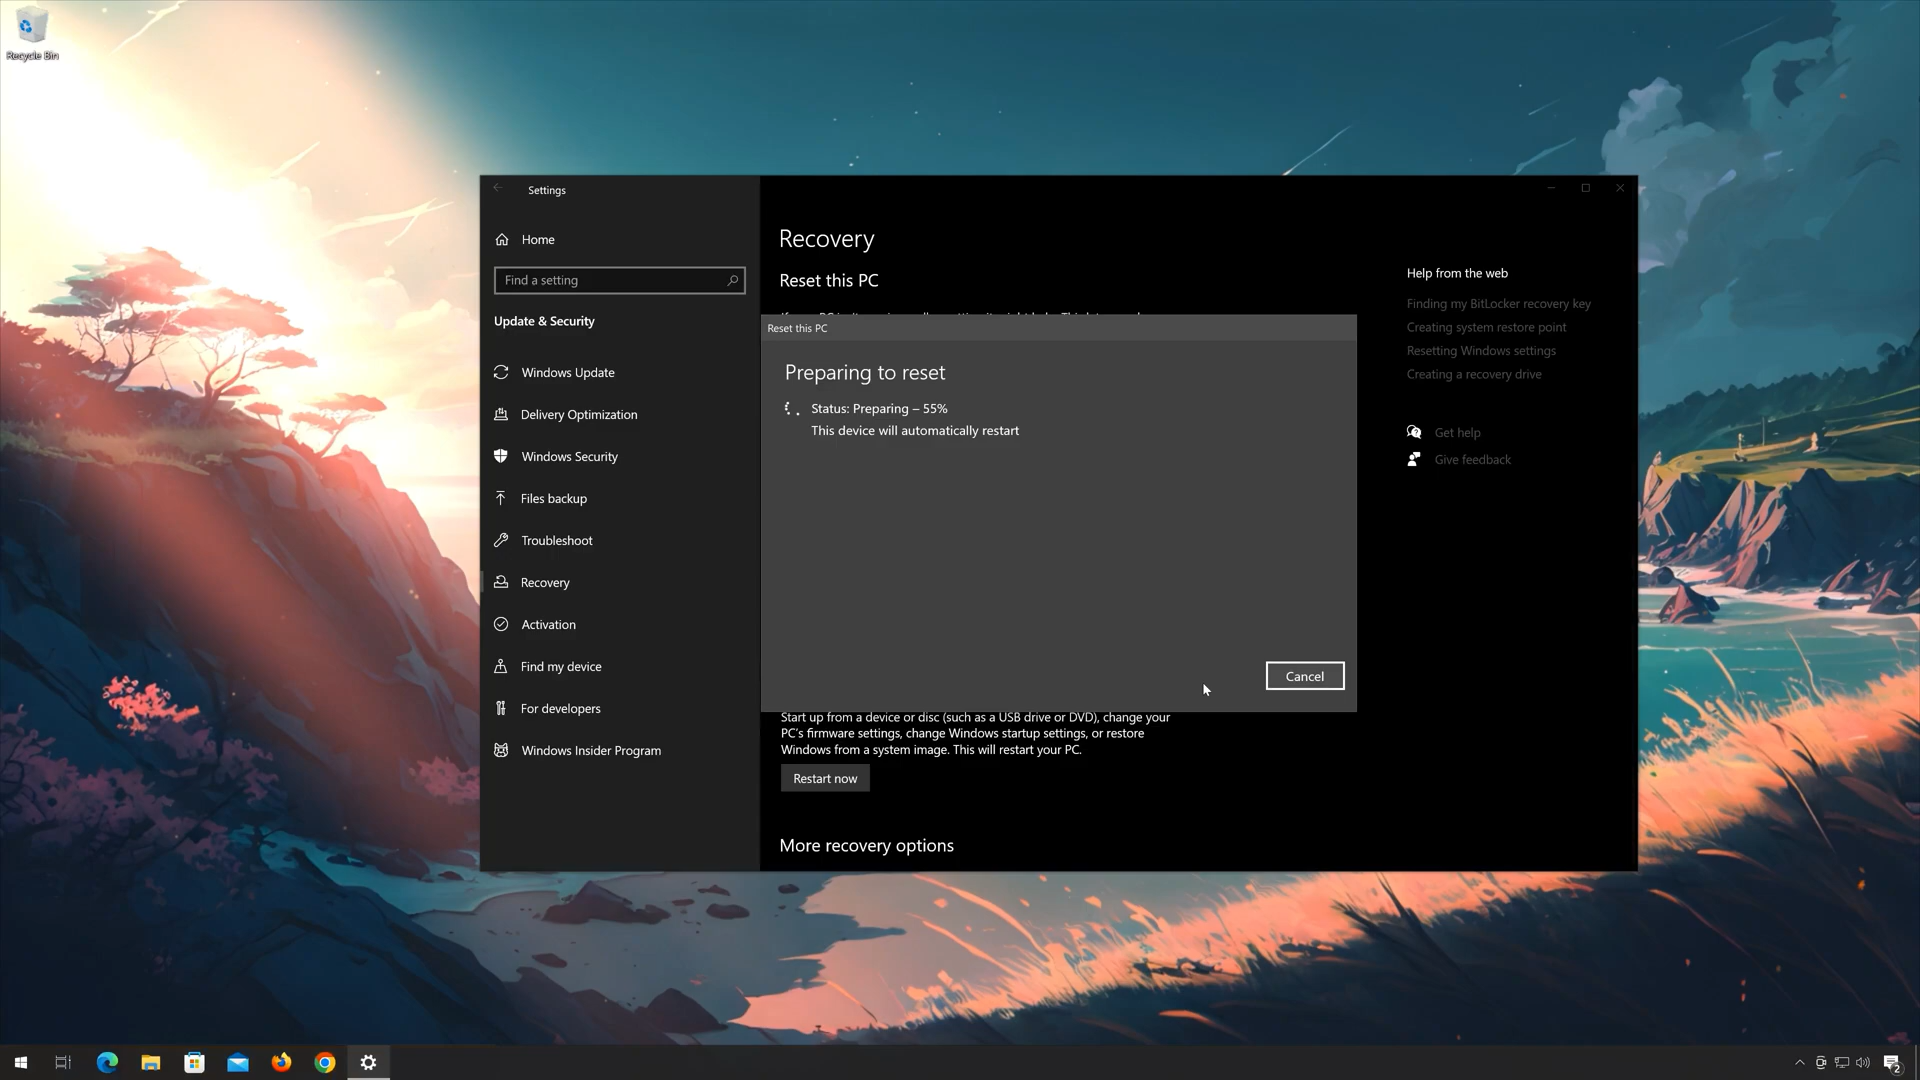 Recycle Bin
Settings
Home
Find a setting
Update & Security
Windows Update
Delivery Optimization
Windows Security
Files backup
Troubleshoot
Recovery
Activation
Find my device
For developers
Windows Insider Program
Recovery
Reset this PC
Reset this PC
Preparing to reset
Status: Preparing – 55%
This device will automatically restart
Cancel
Start up from a device or disc (such as a USB drive or DVD), change your
PC's firmware settings, change Windows startup settings, or restore
Windows from a system image. This will restart your PC.
Restart now
More recovery options
Help from the web
Finding my BitLocker recovery key
Creating system restore point
Resetting Windows settings
Creating a recovery drive
Get help
Give feedback
2